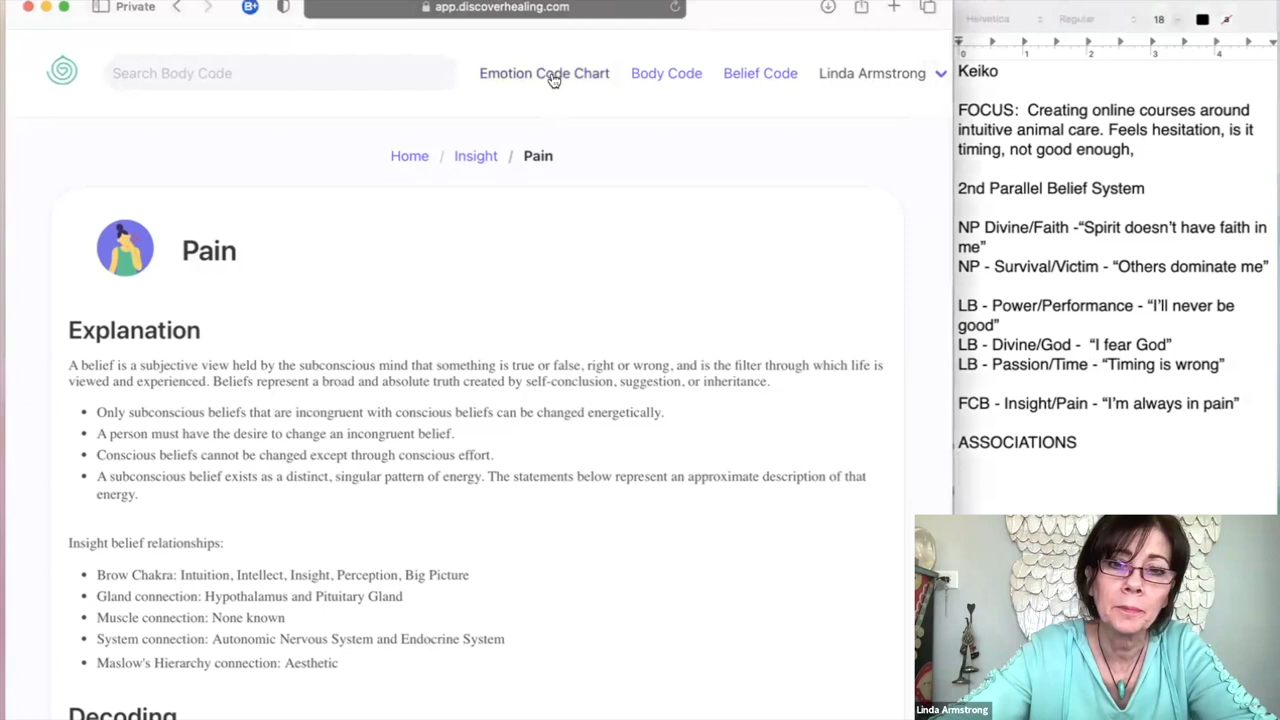 Private
B+
app.discoverhealing.com
Search Body Code
Emotion Code Chart
Body Code
Belief Code
Linda Armstrong
Home / Insight / Pain
Pain
Explanation
A belief is a subjective view held by the subconscious mind that something is true or false, right or wrong, and is the filter through which life is
viewed and experienced. Beliefs represent a broad and absolute truth created by self-conclusion, suggestion, or inheritance.
• Only subconscious beliefs that are incongruent with conscious beliefs can be changed energetically.
• A person must have the desire to change an incongruent belief.
• Conscious beliefs cannot be changed except through conscious effort.
• A subconscious belief exists as a distinct, singular pattern of energy. The statements below represent an approximate description of that
energy.
Insight belief relationships:
• Brow Chakra: Intuition, Intellect, Insight, Perception, Big Picture
• Gland connection: Hypothalamus and Pituitary Gland
• Muscle connection: None known
• System connection: Autonomic Nervous System and Endocrine System
• Maslow's Hierarchy connection: Aesthetic
Decoding
Helvetica
Regular
18
a
0 1 2 3 4
Keiko
FOCUS: Creating online courses around
intuitive animal care. Feels hesitation, is it
timing, not good enough,
2nd Parallel Belief System
NP Divine/Faith -“Spirit doesn’t have faith in
me”
NP - Survival/Victim - “Others dominate me”
LB - Power/Performance - “I’ll never be
good”
LB - Divine/God - “I fear God”
LB - Passion/Time - “Timing is wrong”
FCB - Insight/Pain - “I’m always in pain”
ASSOCIATIONS
Linda Armstrong